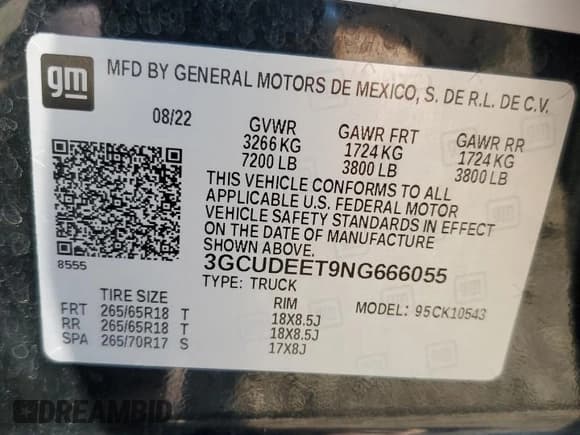 gm
MFD BY GENERAL MOTORS DE MEXICO, S. DE R.L. DE C.V.
08/22 GVWR GAWR FRT GAWR RR
3266 KG 1724 KG 1724 KG
7200 LB 3800 LB 3800 LB
THIS VEHICLE CONFORMS TO ALL
APPLICABLE U.S. FEDERAL MOTOR
VEHICLE SAFETY STANDARDS IN EFFECT
ON THE DATE OF MANUFACTURE
SHOWN ABOVE.
8555
3GCUDEET9NG666055
TYPE: TRUCK MODEL: 95CK10543
TIRE SIZE RIM
FRT 265/65R18 T 18X8.5J
RR 265/65R18 T 18X8.5J
SPA 265/70R17 S 17X8J
DREAMBID